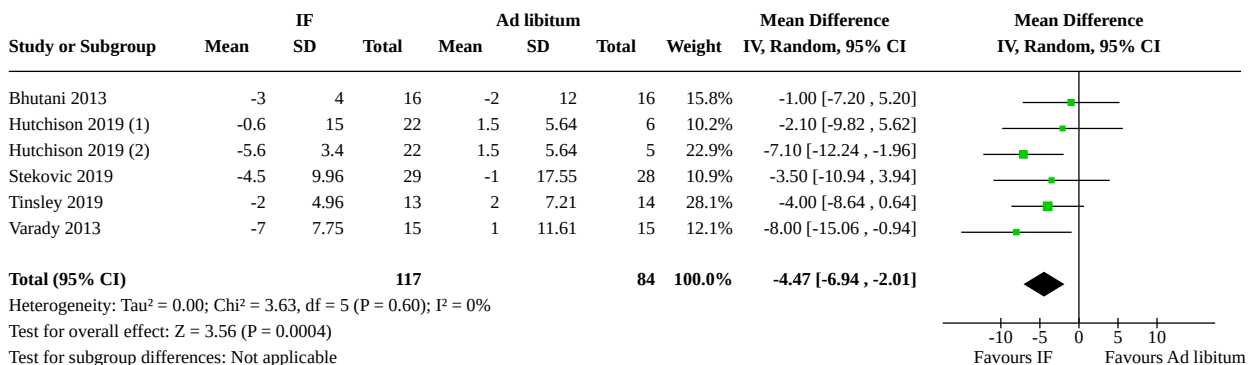 IF Ad libitum Mean Difference Mean Difference
Study or Subgroup Mean SD Total Mean SD Total Weight IV, Random, 95% CI IV, Random, 95% CI
Bhutani 2013 -3 4 16 -2 12 16 15.8% -1.00 [-7.20 , 5.20]
Hutchison 2019 (1) -0.6 15 22 1.5 5.64 6 10.2% -2.10 [-9.82 , 5.62]
Hutchison 2019 (2) -5.6 3.4 22 1.5 5.64 5 22.9% -7.10 [-12.24 , -1.96]
Stekovic 2019 -4.5 9.96 29 -1 17.55 28 10.9% -3.50 [-10.94 , 3.94]
Tinsley 2019 -2 4.96 13 2 7.21 14 28.1% -4.00 [-8.64 , 0.64]
Varady 2013 -7 7.75 15 1 11.61 15 12.1% -8.00 [-15.06 , -0.94]
Total (95% CI) 117 84 100.0% -4.47 [-6.94 , -2.01]
Heterogeneity: Tau² = 0.00; Chi² = 3.63, df = 5 (P = 0.60); I² = 0%
Test for overall effect: Z = 3.56 (P = 0.0004)
Test for subgroup differences: Not applicable
-10 -5 0 5 10
Favours IF Favours Ad libitum